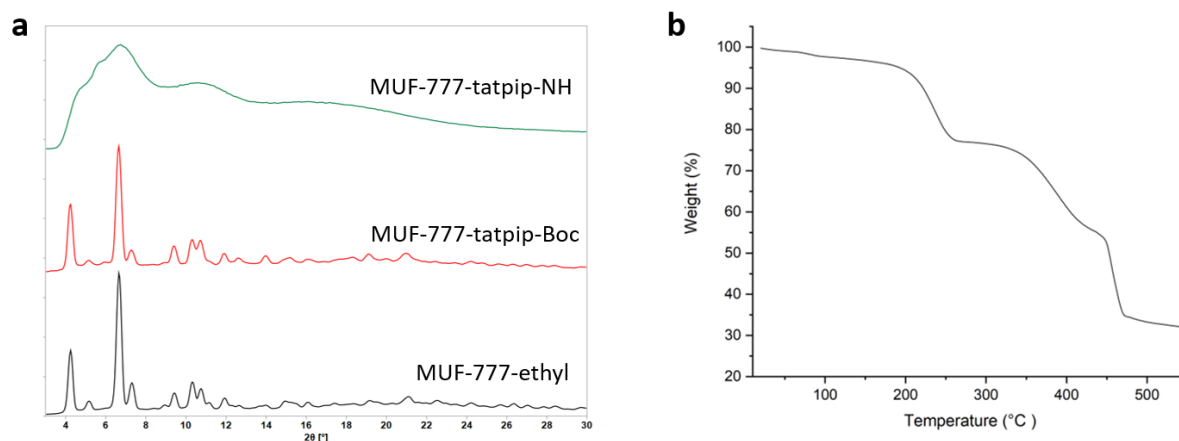 a
MUF-777-tatpip-NH
MUF-777-tatpip-Boc
MUF-777-ethyl
4 6 8 10 12 14 16 18 20 22 24 26 28 30
2θ [°]
b
100
90
80
70
60
50
40
30
20
Weight (%)
100 200 300 400 500
Temperature (°C )